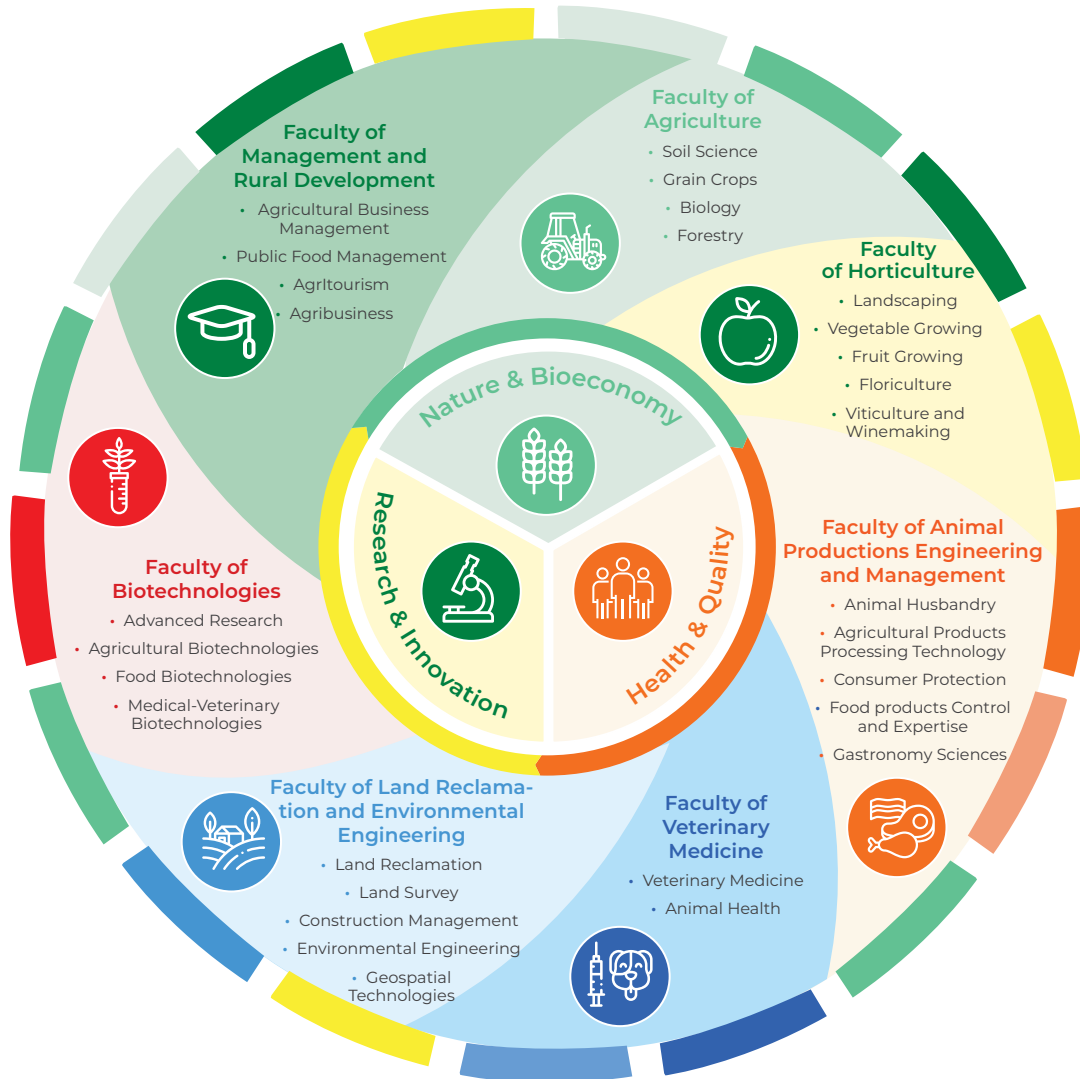 Faculty of
Agriculture
• Soil Science
• Grain Crops
• Biology
• Forestry
Faculty
of Horticulture
• Landscaping
• Vegetable Growing
• Fruit Growing
• Floriculture
• Viticulture and
Winemaking
Faculty of Animal
Productions Engineering
and Management
• Animal Husbandry
• Agricultural Products
Processing Technology
• Consumer Protection
• Food products Control
and Expertise
• Gastronomy Sciences
Faculty of
Veterinary
Medicine
• Veterinary Medicine
• Animal Health
Faculty of Land Reclama-
tion and Environmental
Engineering
• Land Reclamation
• Land Survey
• Construction Management
• Environmental Engineering
• Geospatial
Technologies
Faculty of
Biotechnologies
• Advanced Research
• Agricultural Biotechnologies
• Food Biotechnologies
• Medical-Veterinary
Biotechnologies
Faculty of
Management and
Rural Development
• Agricultural Business
Management
• Public Food Management
• AgrItourism
• Agribusiness
Nature & Bioeconomy
Health & Quality
Research & Innovation